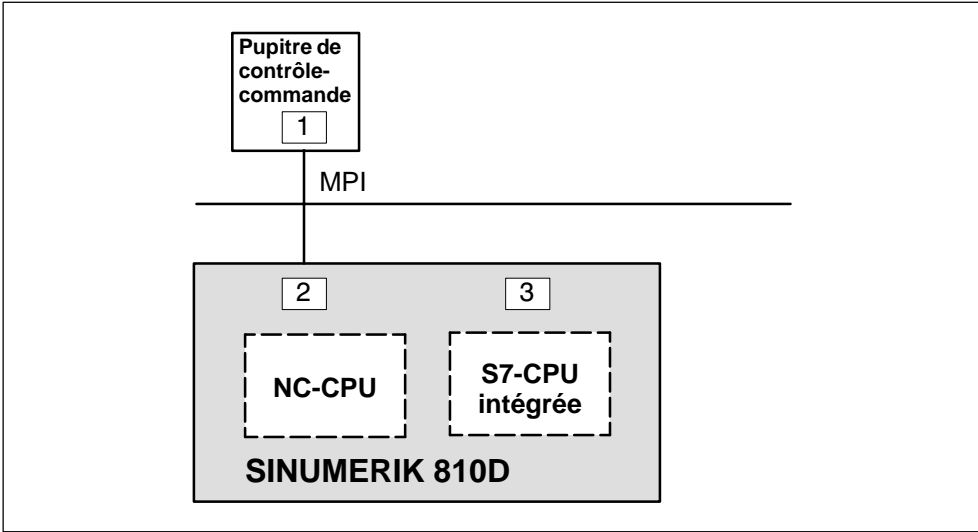 Pupitre de
contrôle-
commande
1
MPI
2
3
NC-CPU
S7-CPU
intégrée
SINUMERIK 810D